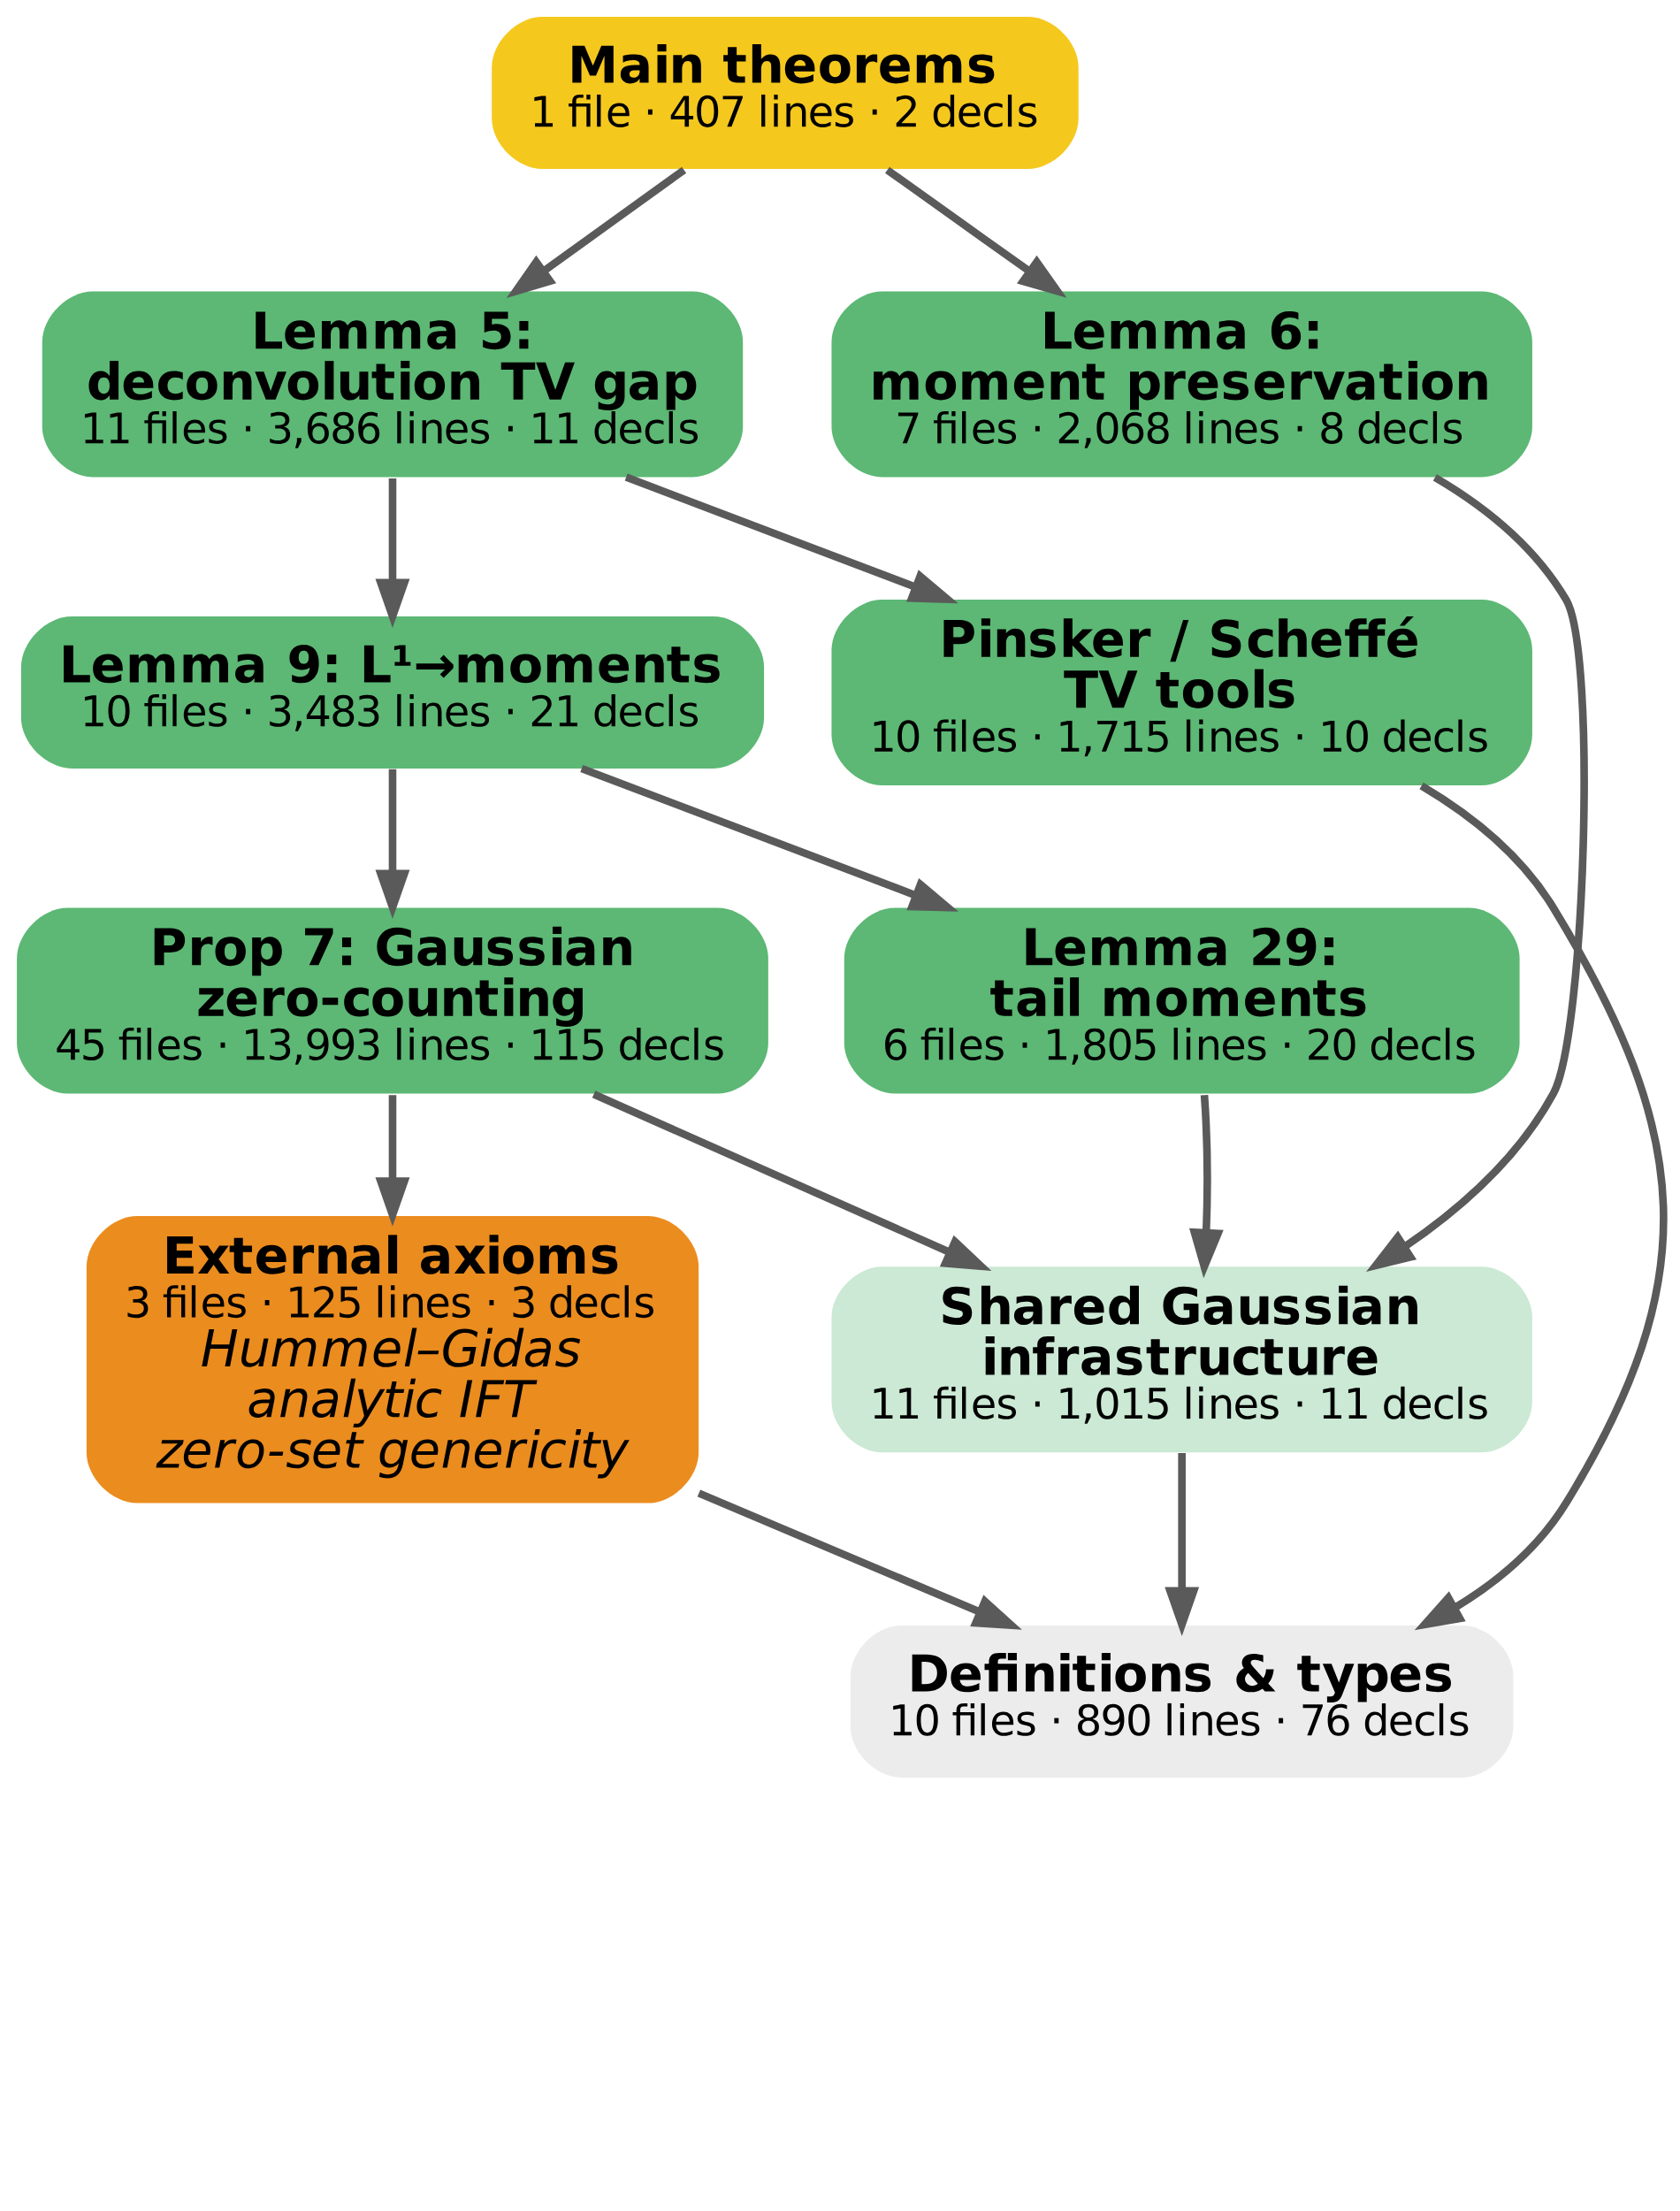 Main theorems
1 file · 407 lines · 2 decls
Lemma 5:
deconvolution TV gap
11 files · 3,686 lines · 11 decls
Lemma 6:
moment preservation
7 files · 2,068 lines · 8 decls
Lemma 9: L¹→moments
10 files · 3,483 lines · 21 decls
Pinsker / Scheffé
TV tools
10 files · 1,715 lines · 10 decls
Prop 7: Gaussian
zero-counting
45 files · 13,993 lines · 115 decls
Lemma 29:
tail moments
6 files · 1,805 lines · 20 decls
External axioms
3 files · 125 lines · 3 decls
Hummel–Gidas
analytic IFT
zero-set genericity
Shared Gaussian
infrastructure
11 files · 1,015 lines · 11 decls
Definitions & types
10 files · 890 lines · 76 decls